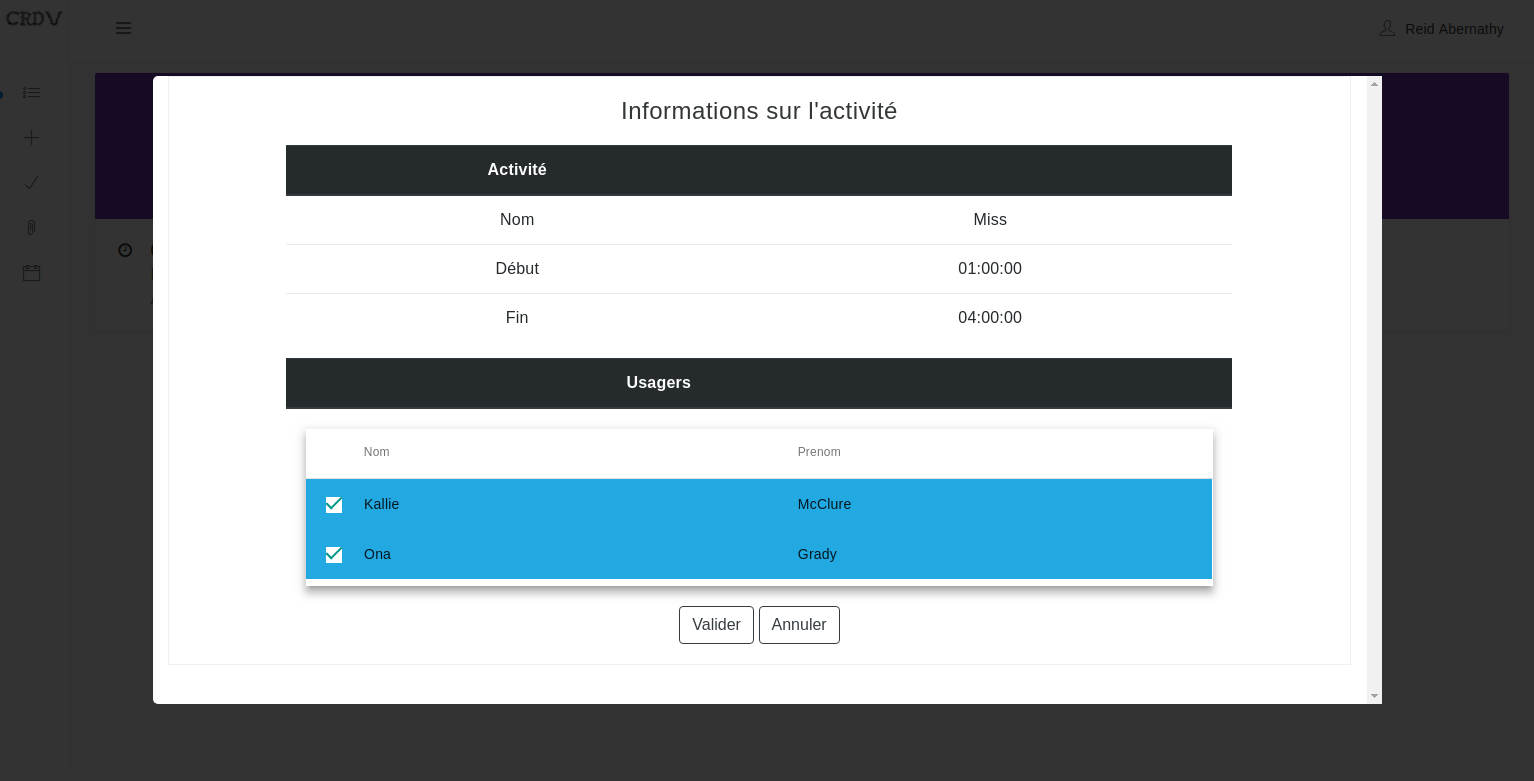 CRDV
Reid Abernathy
Informations sur l'activité
Activité
Nom Miss
Début 01:00:00
Fin 04:00:00
Usagers
Nom Prenom
Kallie McClure
Ona Grady
Valider Annuler